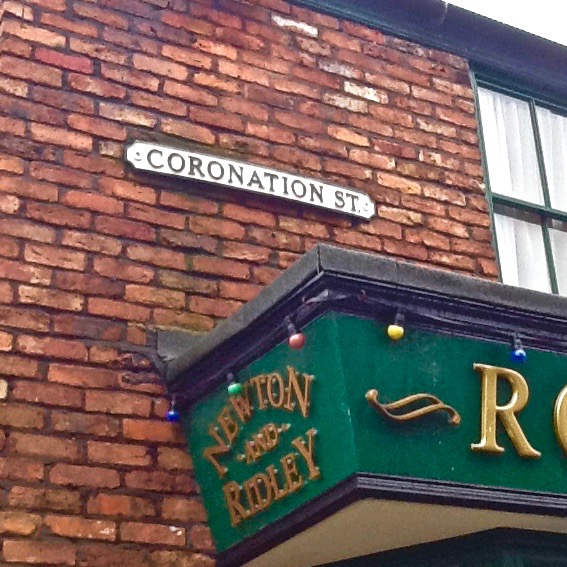 CORONATION ST.
NEWTON
AND
RIDLEY
R